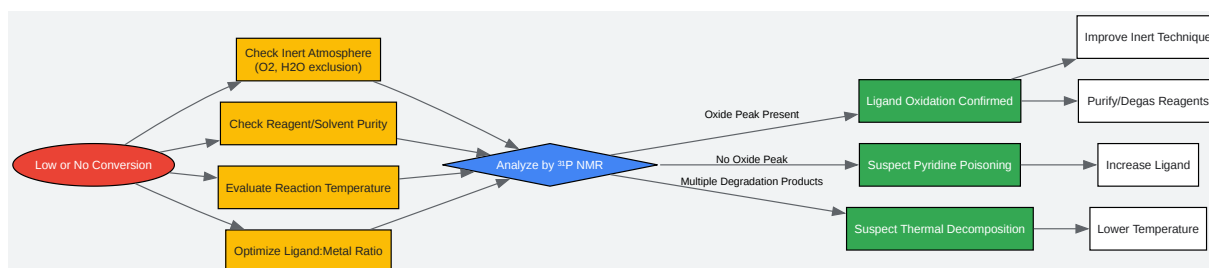 Low or No Conversion
Check Inert Atmosphere
(O2, H2O exclusion)
Check Reagent/Solvent Purity
Evaluate Reaction Temperature
Optimize Ligand:Metal Ratio
Analyze by ³¹P NMR
Oxide Peak Present
No Oxide Peak
Multiple Degradation Products
Ligand Oxidation Confirmed
Suspect Pyridine Poisoning
Suspect Thermal Decomposition
Improve Inert Technique
Purify/Degas Reagents
Increase Ligand
Lower Temperature